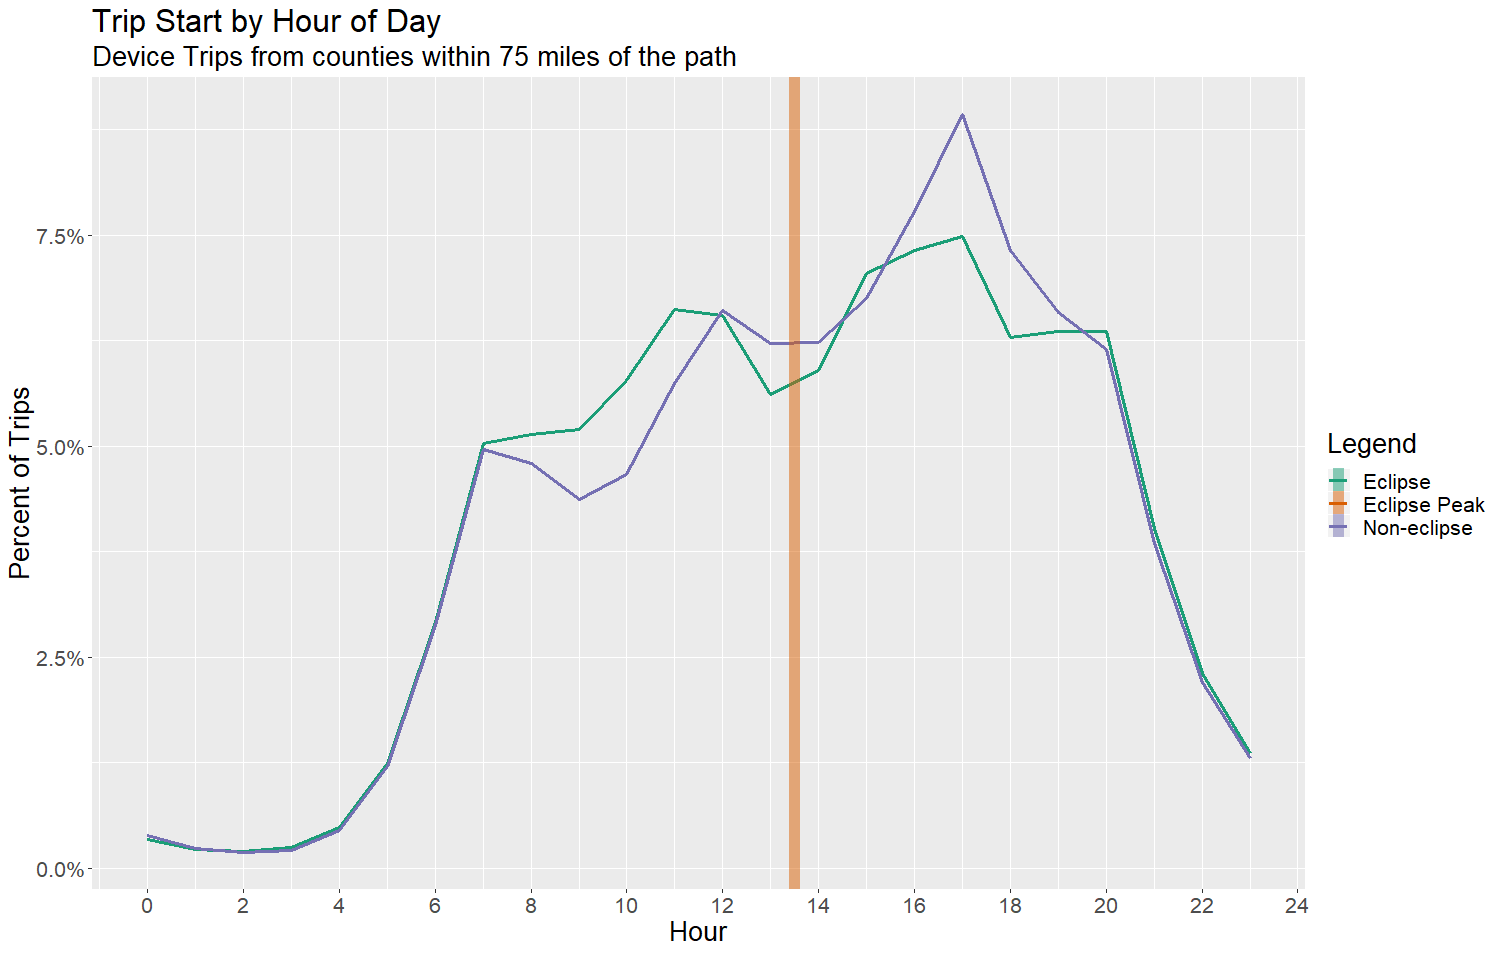 Trip Start by Hour of Day
Device Trips from counties within 75 miles of the path
Percent of Trips
7.5%
5.0%
2.5%
0.0%
0 2 4 6 8 10 12 14 16 18 20 22 24
Hour
Legend
Eclipse
Eclipse Peak
Non-eclipse